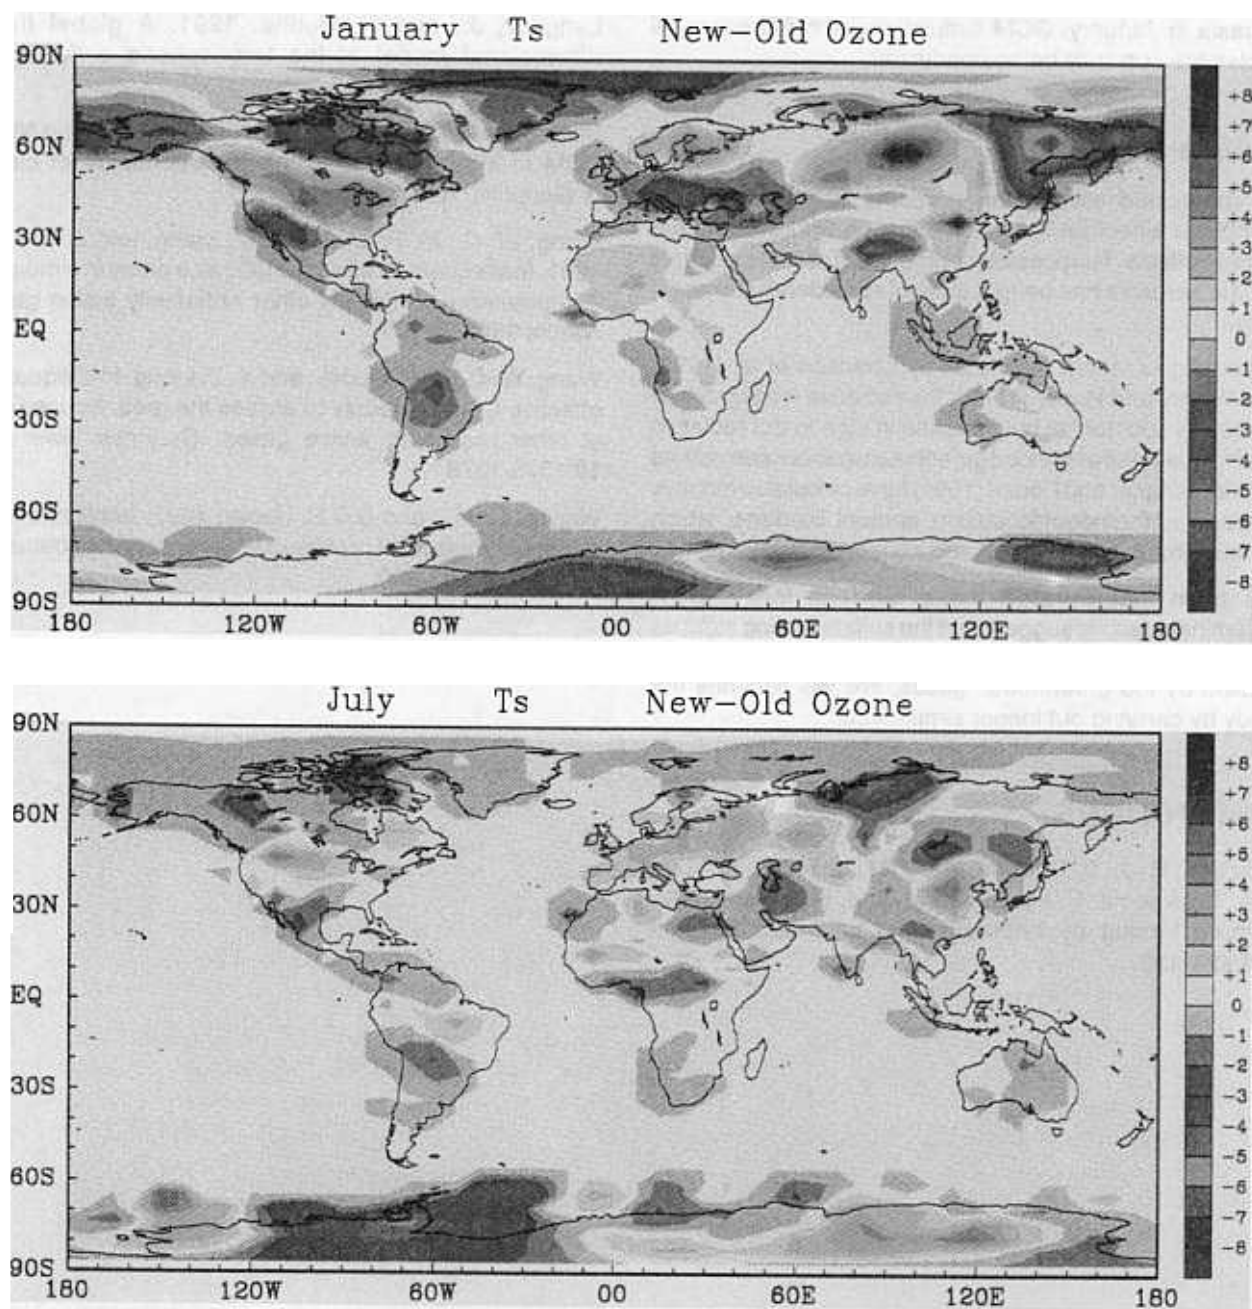 January Ts New-Old Ozone
90N
60N
30N
EQ
30S
60S
90S
180 120W 60W 00 60E 120E 180
+8
+7
+6
+5
+4
+3
+2
+1
0
-1
-2
-3
-4
-5
-6
-7
-8
July Ts New-Old Ozone
90N
60N
30N
EQ
30S
60S
90S
180 120W 60W 00 60E 120E 180
+8
+7
+6
+5
+4
+3
+2
+1
0
-1
-2
-3
-4
-5
-6
-7
-8